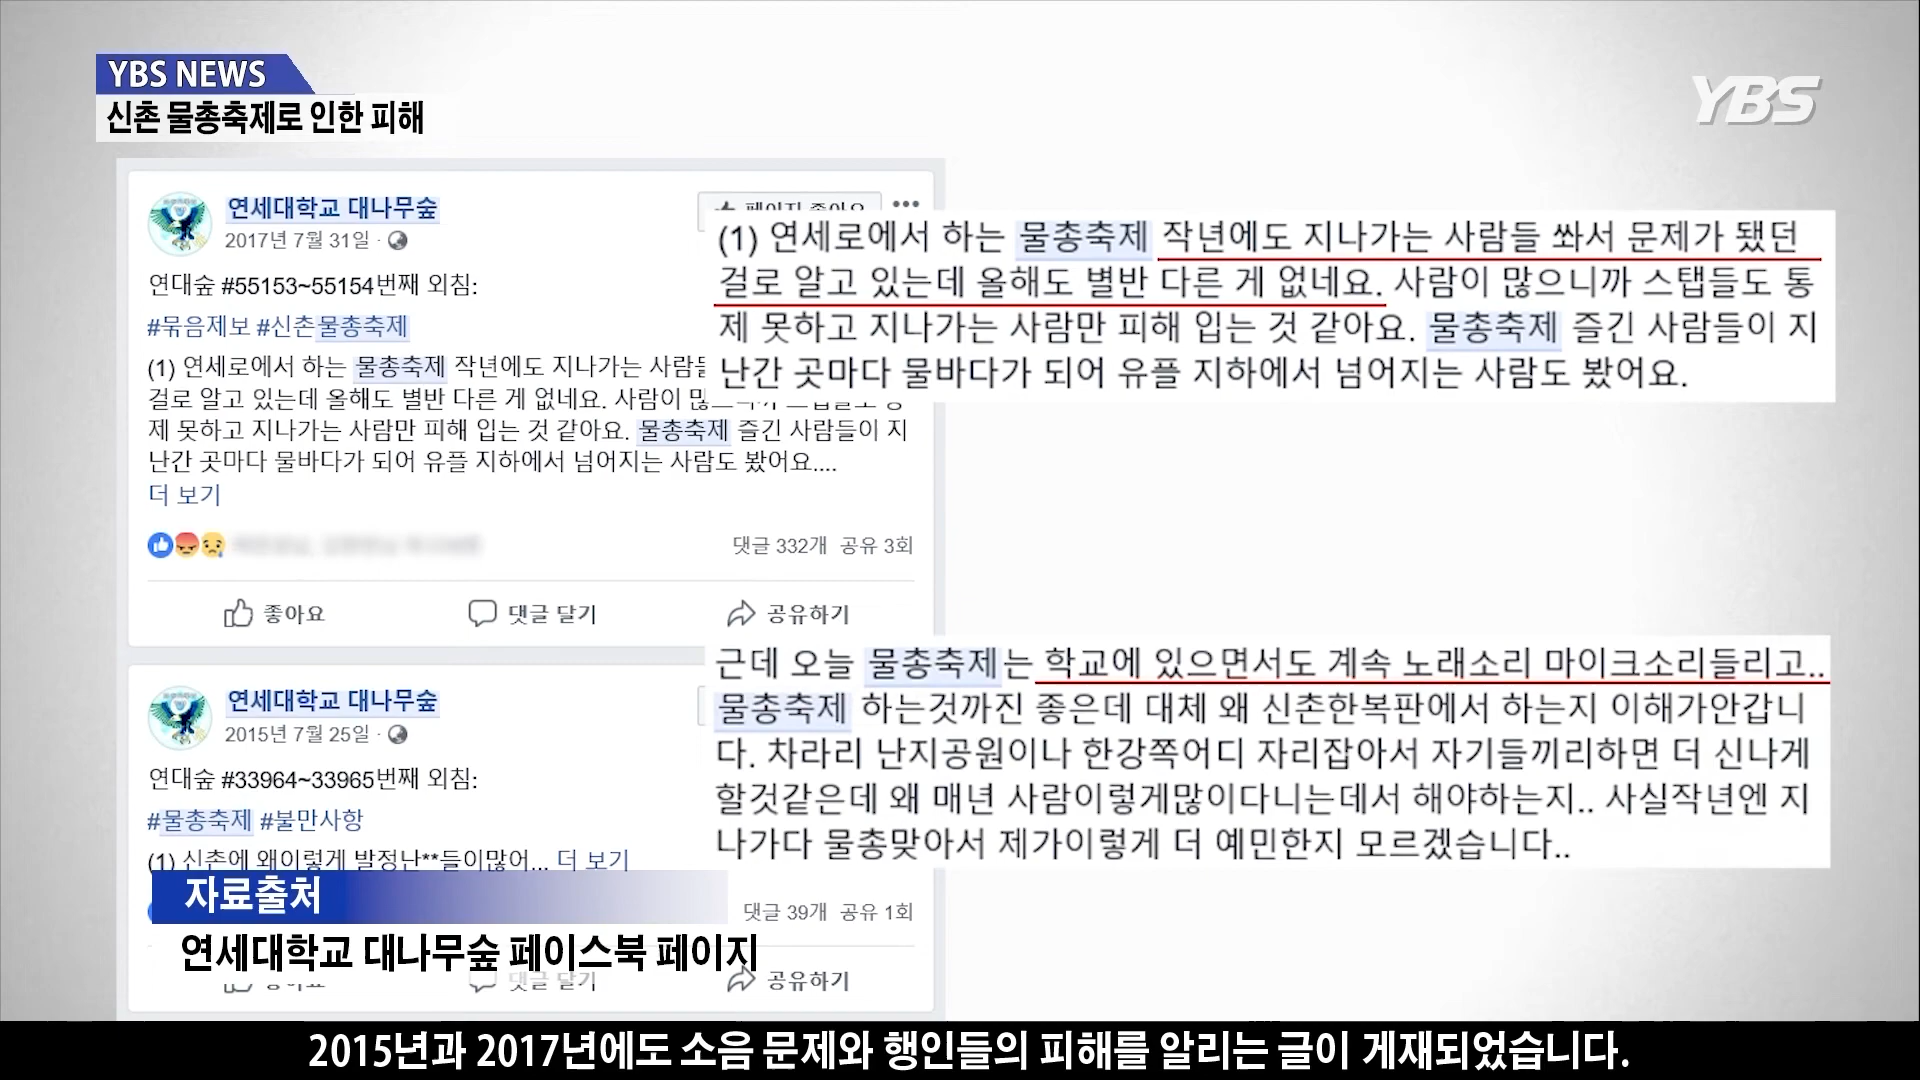 YBS NEWS
신촌 물총축제로 인한 피해
YBS
연세대학교 대나무숲
2017년 7월 31일 ·
연대숲 #55153~55154번째 외침:
#묶음제보 #신촌물총축제
(1) 연세로에서 하는 물총축제 작년에도 지나가는 사람들
걸로 알고 있는데 올해도 별반 다른 게 없네요. 사람이 많으니까 스탭들도 통
제 못하고 지나가는 사람만 피해 입는 것 같아요. 물총축제 즐긴 사람들이 지
난간 곳마다 물바다가 되어 유플 지하에서 넘어지는 사람도 봤어요....
더 보기
댓글 332개 공유 3회
좋아요 댓글 달기 공유하기
(1) 연세로에서 하는 물총축제 작년에도 지나가는 사람들 쏴서 문제가 됐던
걸로 알고 있는데 올해도 별반 다른 게 없네요. 사람이 많으니까 스탭들도 통
제 못하고 지나가는 사람만 피해 입는 것 같아요. 물총축제 즐긴 사람들이 지
난간 곳마다 물바다가 되어 유플 지하에서 넘어지는 사람도 봤어요.
연세대학교 대나무숲
2015년 7월 25일 ·
연대숲 #33964~33965번째 외침:
#물총축제 #불만사항
(1) 신촌에 왜이렇게 발정난**들이많어... 더 보기
댓글 39개 공유 1회
댓글 달기 공유하기
근데 오늘 물총축제는 학교에 있으면서도 계속 노래소리 마이크소리들리고..
물총축제 하는것까진 좋은데 대체 왜 신촌한복판에서 하는지 이해가안갑니
다. 차라리 난지공원이나 한강쪽어디 자리잡아서 자기들끼리하면 더 신나게
할것같은데 왜 매년 사람이렇게많이다니는데서 해야하는지.. 사실작년엔 지
나가다 물총맞아서 제가이렇게 더 예민한지 모르겠습니다..
자료출처
연세대학교 대나무숲 페이스북 페이지
2015년과 2017년에도 소음 문제와 행인들의 피해를 알리는 글이 게재되었습니다.